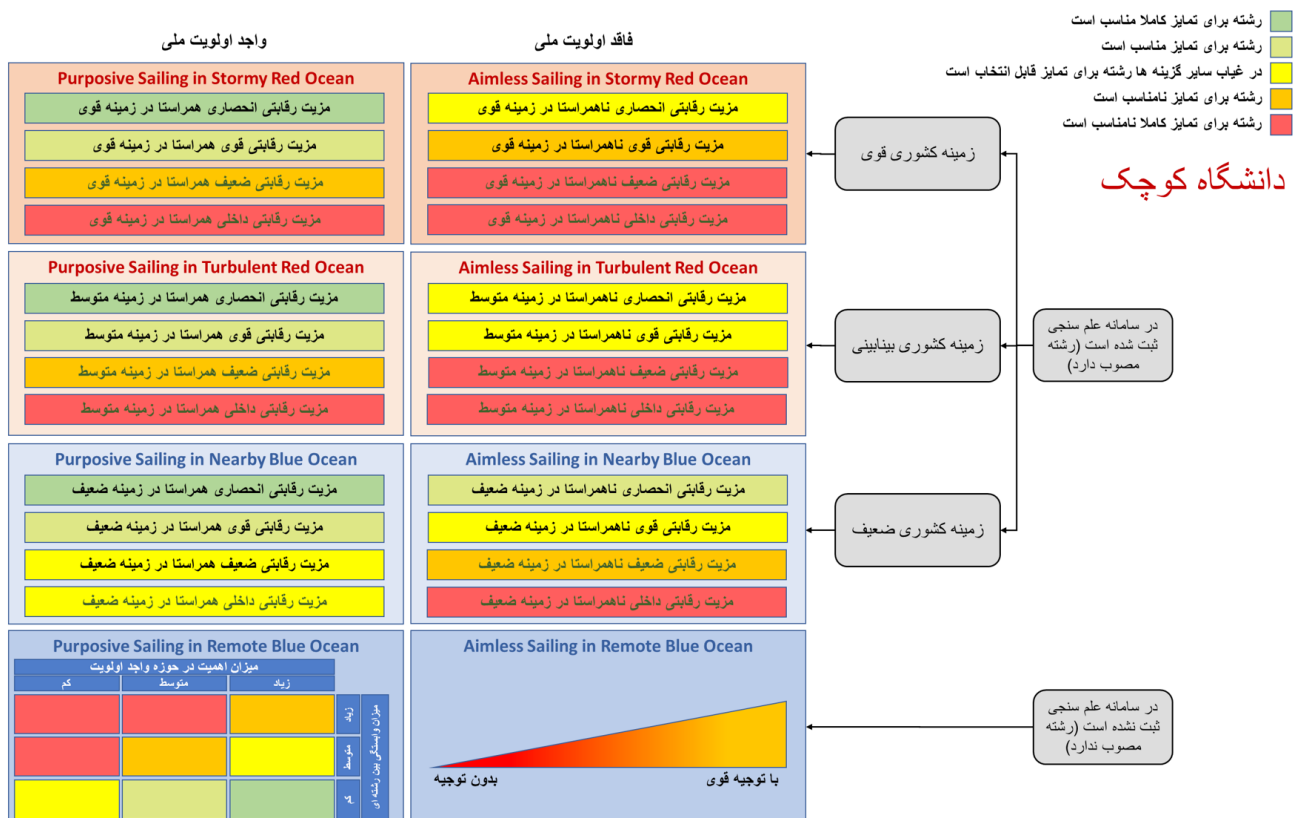 رشته برای تمایز کاملا مناسب است
رشته برای تمایز مناسب است
در غیاب سایر گزینه ها رشته برای تمایز قابل انتخاب است
رشته برای تمایز نامناسب است
رشته برای تمایز کاملا نامناسب است
دانشگاه کوچک
در سامانه علم سنجی
ثبت شده است (رشته
مصوب دارد)
در سامانه علم سنجی
ثبت نشده است (رشته
مصوب ندارد)
زمینه کشوری قوی
زمینه کشوری بینابینی
زمینه کشوری ضعیف
فاقد اولویت ملی
Aimless Sailing in Stormy Red Ocean
مزیت رقابتی انحصاری ناهمراستا در زمینه قوی
مزیت رقابتی قوی ناهمراستا در زمینه قوی
مزیت رقابتی ضعیف ناهمراستا در زمینه قوی
مزیت رقابتی داخلی ناهمراستا در زمینه قوی
Aimless Sailing in Turbulent Red Ocean
مزیت رقابتی انحصاری ناهمراستا در زمینه متوسط
مزیت رقابتی قوی ناهمراستا در زمینه متوسط
مزیت رقابتی ضعیف ناهمراستا در زمینه متوسط
مزیت رقابتی داخلی ناهمراستا در زمینه متوسط
Aimless Sailing in Nearby Blue Ocean
مزیت رقابتی انحصاری ناهمراستا در زمینه ضعیف
مزیت رقابتی قوی ناهمراستا در زمینه ضعیف
مزیت رقابتی ضعیف ناهمراستا در زمینه ضعیف
مزیت رقابتی داخلی ناهمراستا در زمینه ضعیف
Aimless Sailing in Remote Blue Ocean
با توجیه قوی
بدون توجیه
واجد اولویت ملی
Purposive Sailing in Stormy Red Ocean
مزیت رقابتی انحصاری همراستا در زمینه قوی
مزیت رقابتی قوی همراستا در زمینه قوی
مزیت رقابتی ضعیف همراستا در زمینه قوی
مزیت رقابتی داخلی همراستا در زمینه قوی
Purposive Sailing in Turbulent Red Ocean
مزیت رقابتی انحصاری همراستا در زمینه متوسط
مزیت رقابتی قوی همراستا در زمینه متوسط
مزیت رقابتی ضعیف همراستا در زمینه متوسط
مزیت رقابتی داخلی همراستا در زمینه متوسط
Purposive Sailing in Nearby Blue Ocean
مزیت رقابتی انحصاری همراستا در زمینه ضعیف
مزیت رقابتی قوی همراستا در زمینه ضعیف
مزیت رقابتی ضعیف همراستا در زمینه ضعیف
مزیت رقابتی داخلی همراستا در زمینه ضعیف
Purposive Sailing in Remote Blue Ocean
میزان اهمیت در حوزه واجد اولویت
زیاد
متوسط
کم
میزان وابستگی بین رشته ای
زیاد
متوسط
کم